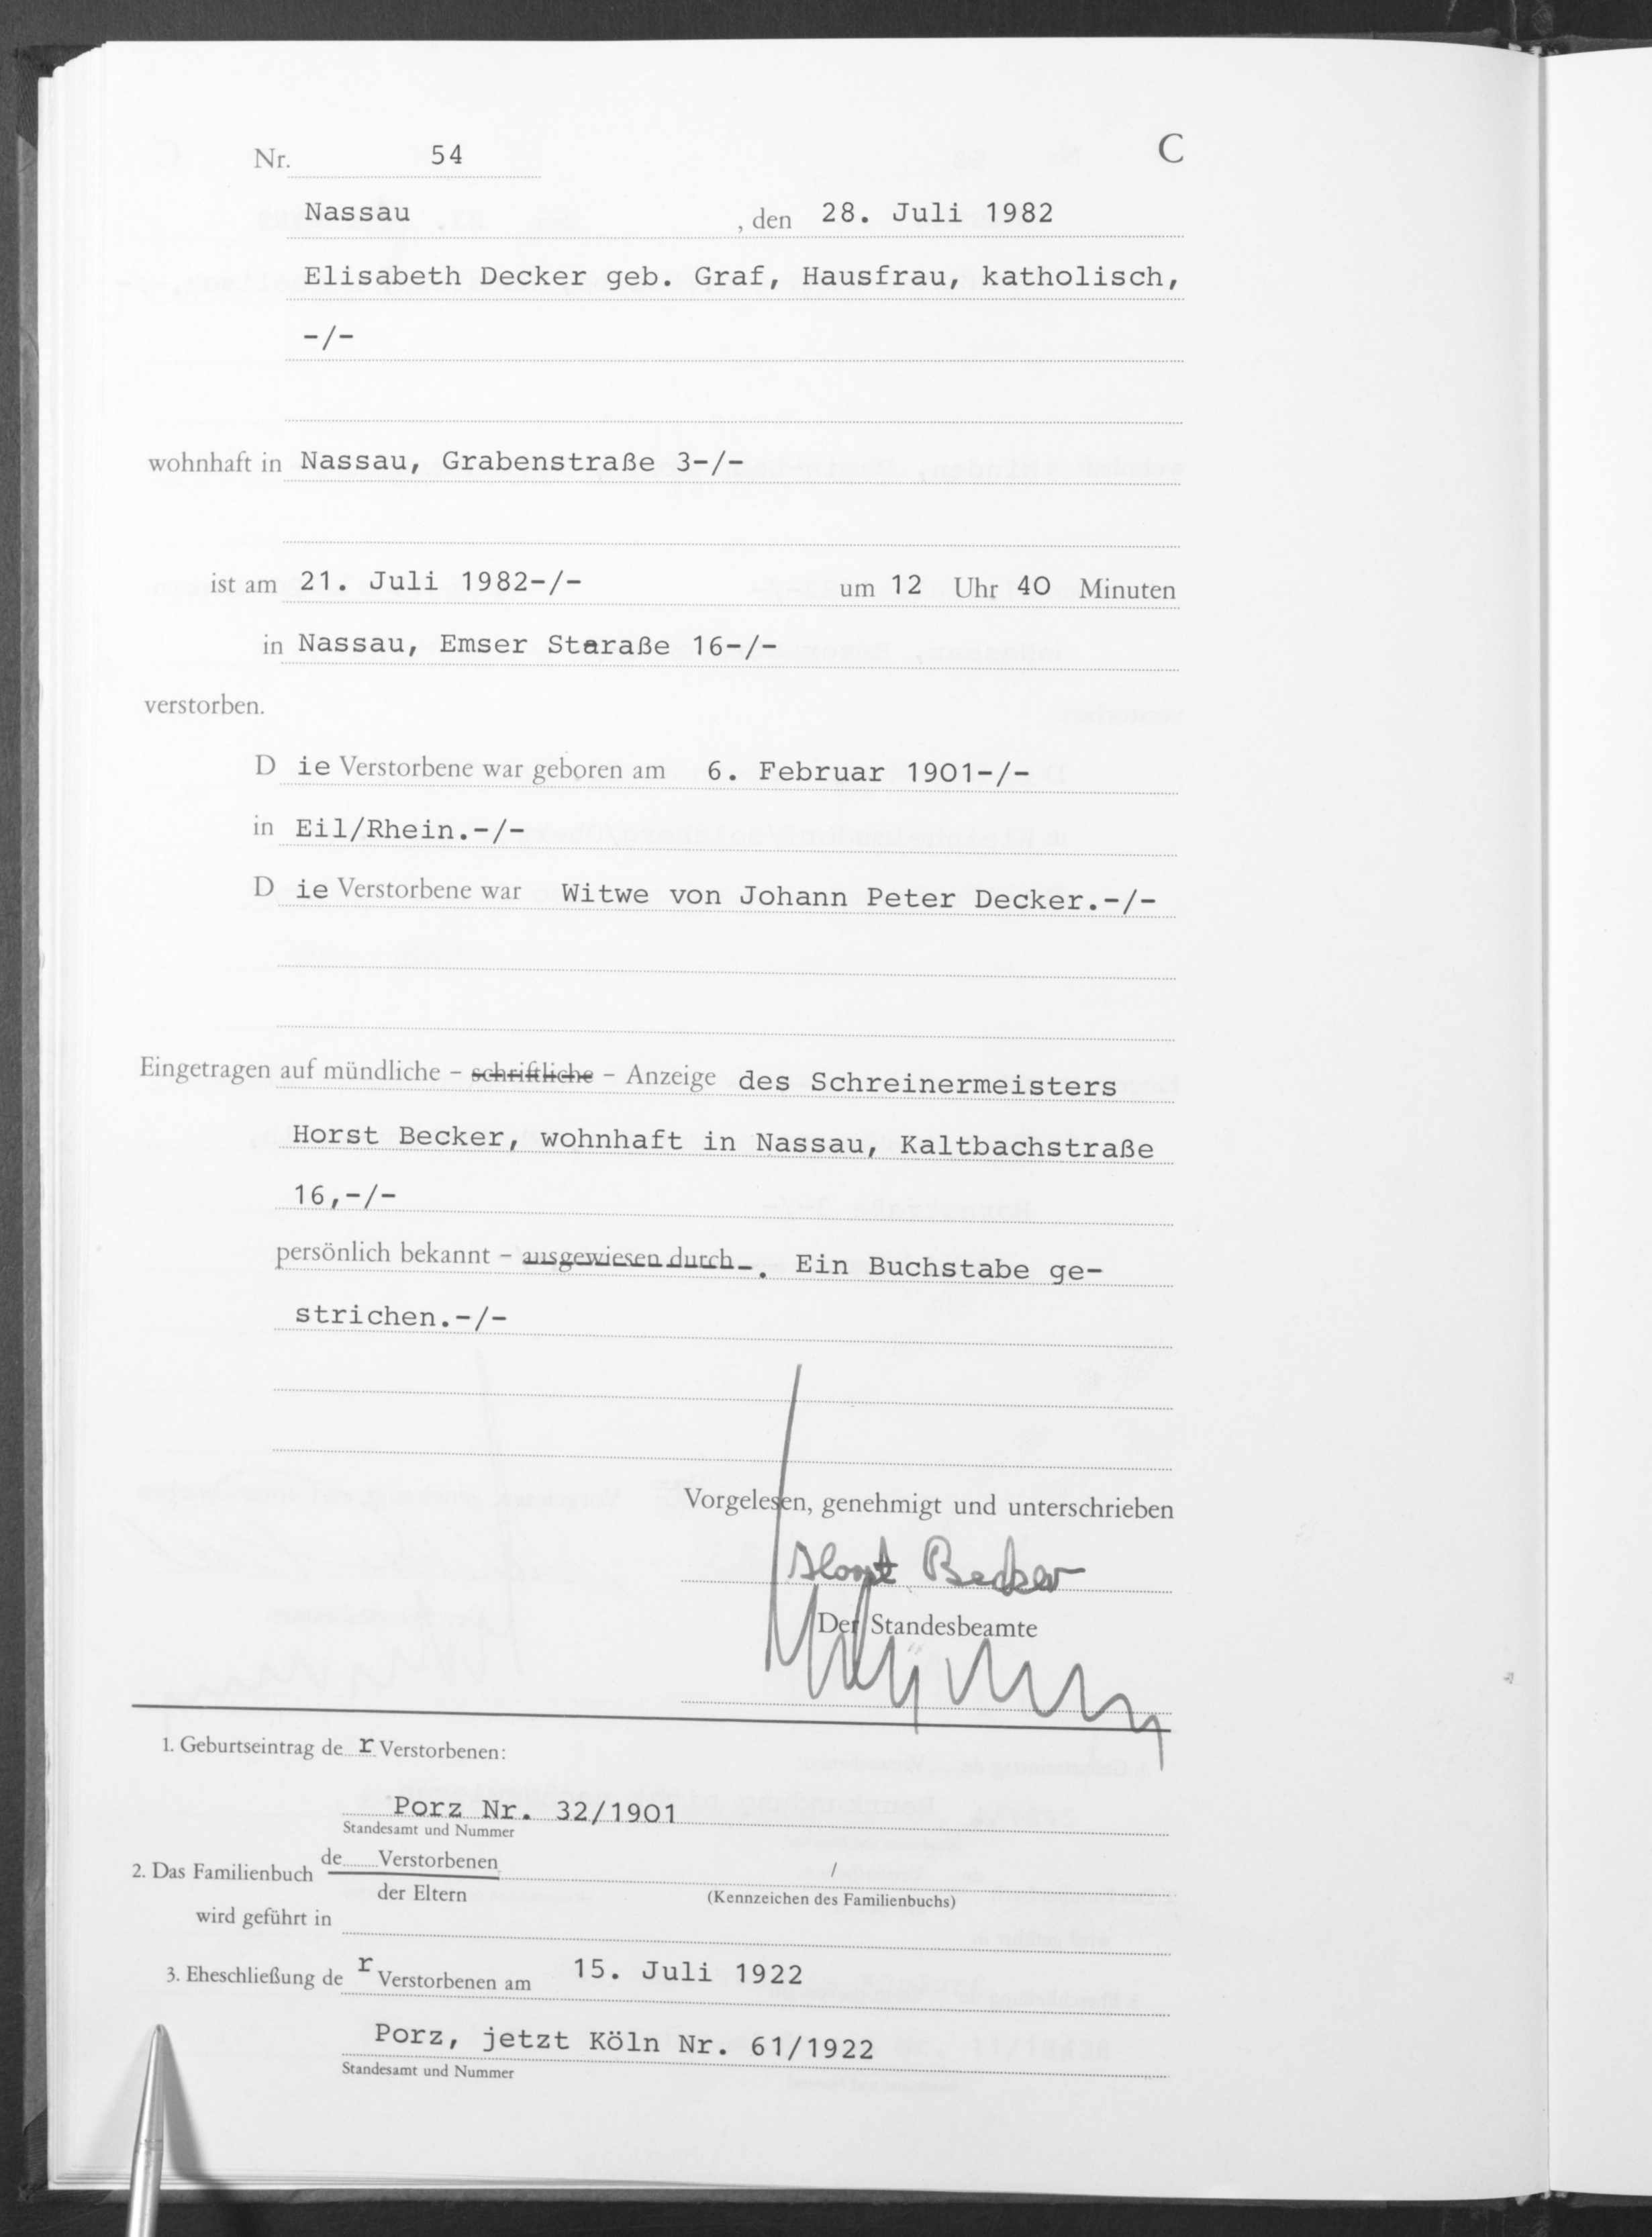 Nr. 54 C
Nassau , den 28. Juli 1982
Elisabeth Decker geb. Graf, Hausfrau, katholisch,
-/-
wohnhaft in Nassau, Grabenstraße 3-/-
ist am 21. Juli 1982-/- um 12 Uhr 40 Minuten
in Nassau, Emser Staraße 16-/-
verstorben.
D ie Verstorbene war geboren am 6. Februar 1901-/-
in Eil/Rhein.-/-
D ie Verstorbene war Witwe von Johann Peter Decker.-/-
Eingetragen auf mündliche – schriftliche – Anzeige des Schreinermeisters
Horst Becker, wohnhaft in Nassau, Kaltbachstraße
16,-/-
persönlich bekannt – ausgewiesen durch-. Ein Buchstabe ge-
strichen.-/-
Vorgelesen, genehmigt und unterschrieben
Horst Becker
Der Standesbeamte
1. Geburtseintrag de r Verstorbenen:
Porz Nr. 32/1901
Standesamt und Nummer
2. Das Familienbuch de Verstorbenen /
der Eltern (Kennzeichen des Familienbuchs)
wird geführt in
3. Eheschließung de r Verstorbenen am 15. Juli 1922
Porz, jetzt Köln Nr. 61/1922
Standesamt und Nummer